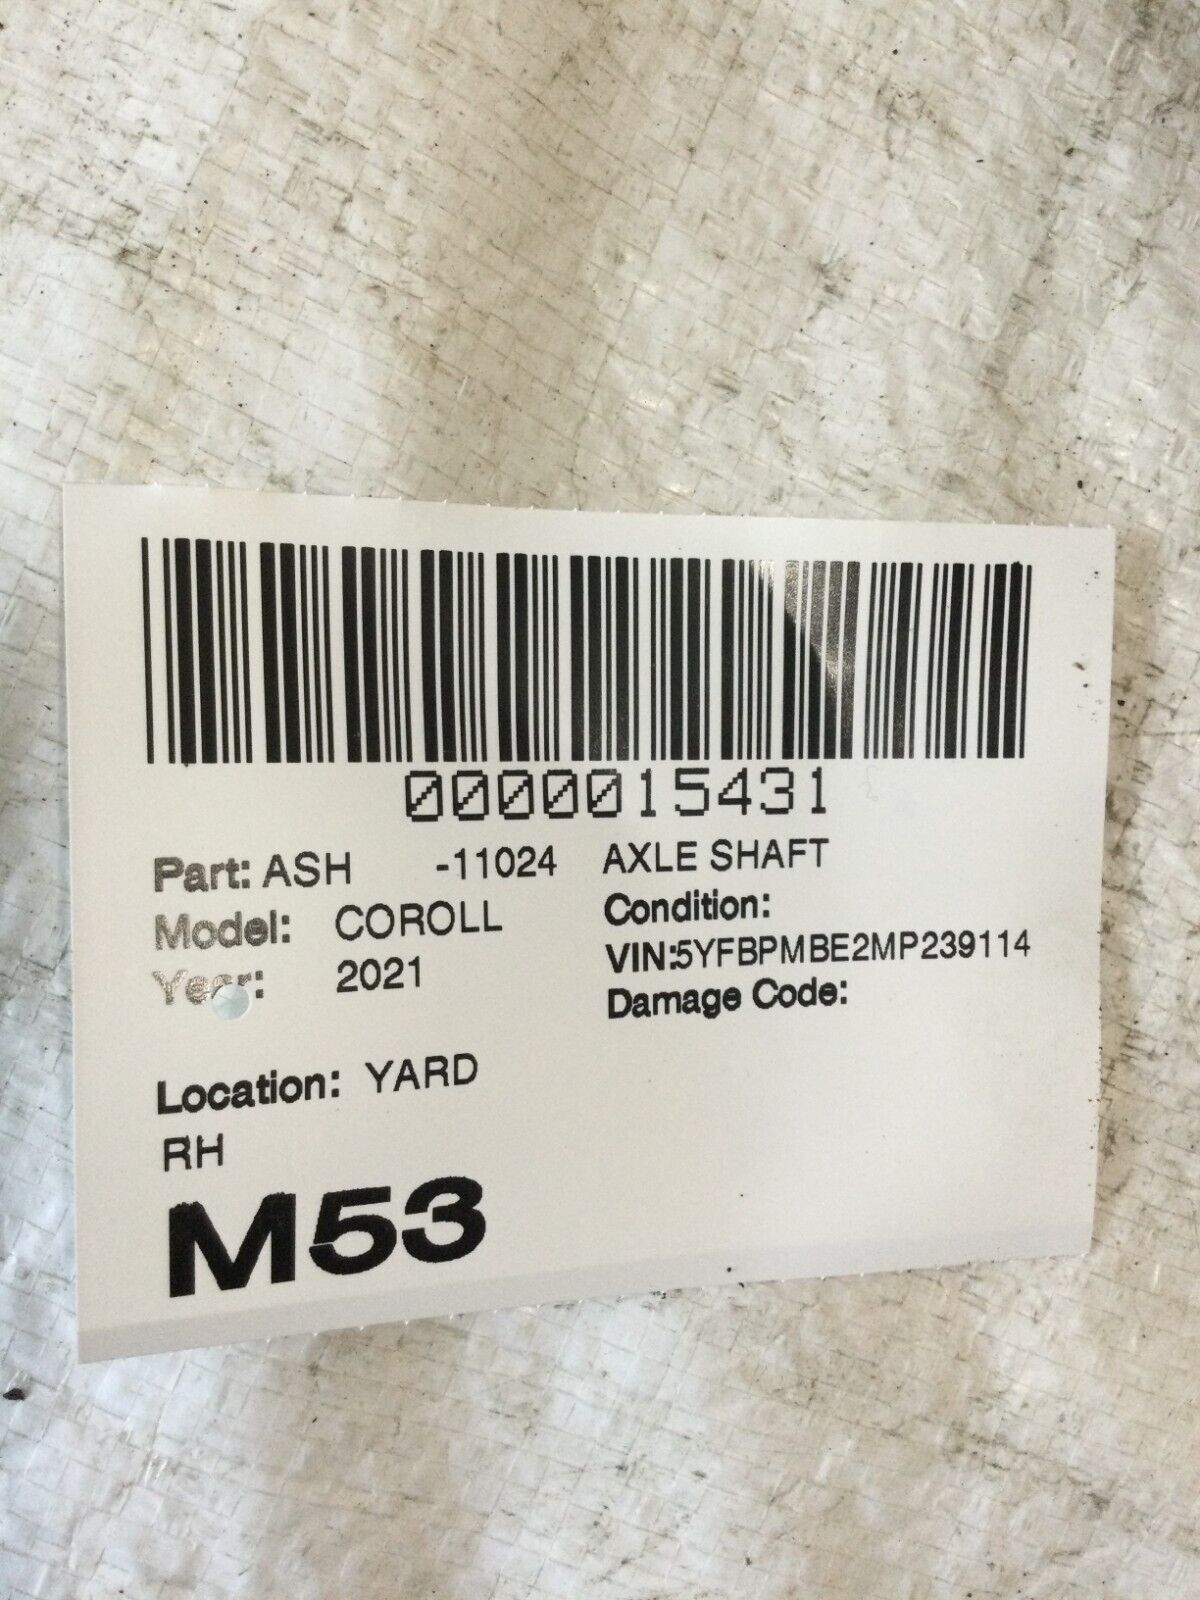 0000015431
Part: ASH -11024 AXLE SHAFT
Model: COROLL Condition:
Year: 2021 VIN:5YFBPMBE2MP239114
Damage Code:
Location: YARD
RH
M53